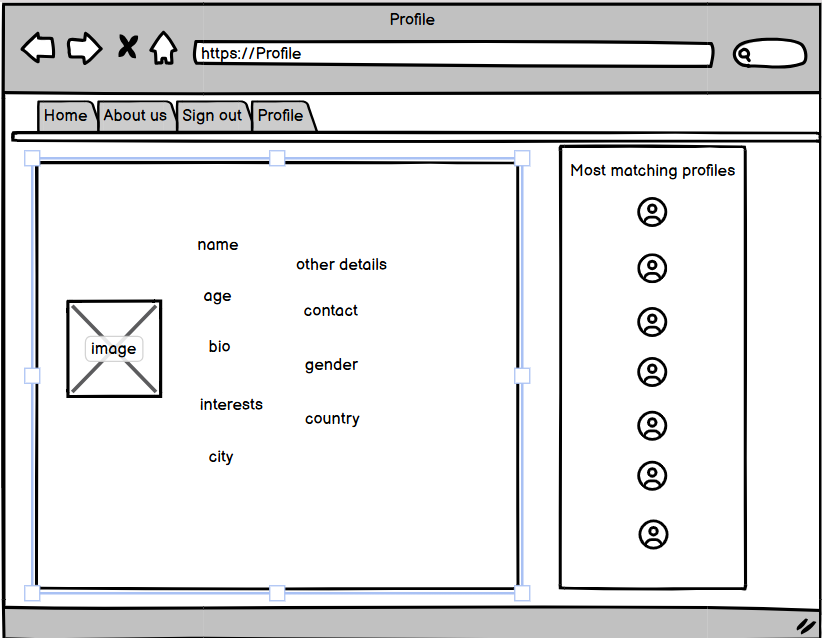 Profile
https://Profile
Home
About us
Sign out
Profile
Most matching profiles
name
other details
age
contact
image
bio
gender
interests
country
city